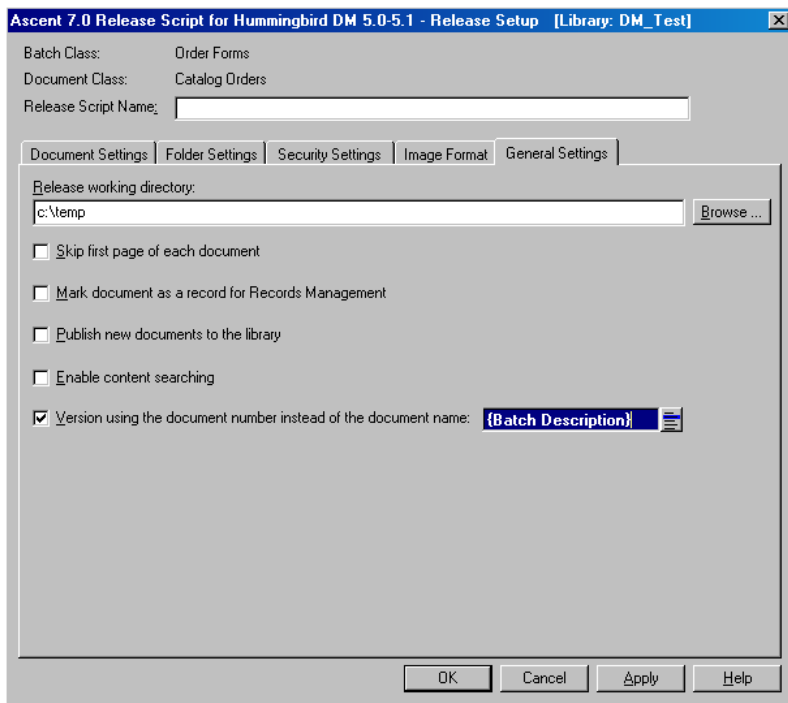 Ascent 7.0 Release Script for Hummingbird DM 5.0-5.1 - Release Setup [Library: DM_Test]
Batch Class: Order Forms
Document Class: Catalog Orders
Release Script Name:
Document Settings Folder Settings Security Settings Image Format General Settings
Release working directory:
c:\temp Browse ...
Skip first page of each document
Mark document as a record for Records Management
Publish new documents to the library
Enable content searching
Version using the document number instead of the document name: {Batch Description}
OK Cancel Apply Help